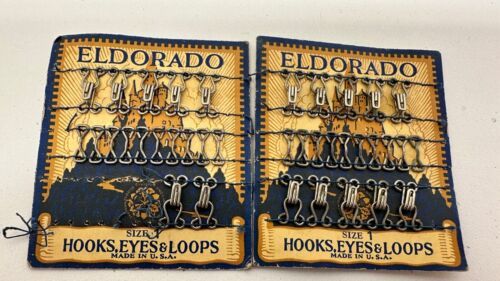 ELDORADO
SIZE 1
HOOKS, EYES & LOOPS
MADE IN U.S.A.
ELDORADO
SIZE 1
HOOKS, EYES & LOOPS
MADE IN U.S.A.